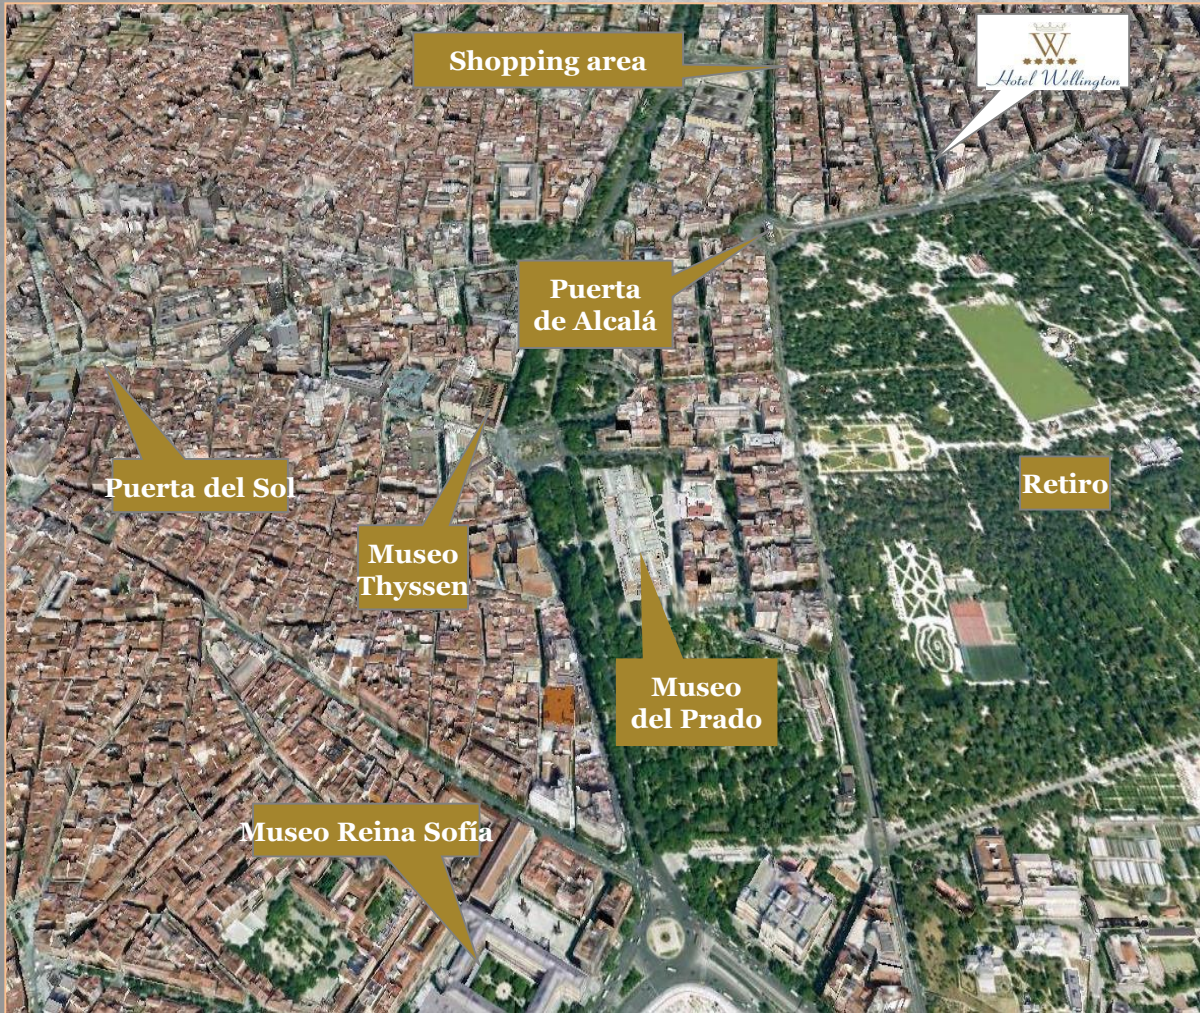 Shopping area
W
Hotel Wellington
Puerta
de Alcalá
Puerta del Sol
Retiro
Museo
Thyssen
Museo
del Prado
Museo Reina Sofía